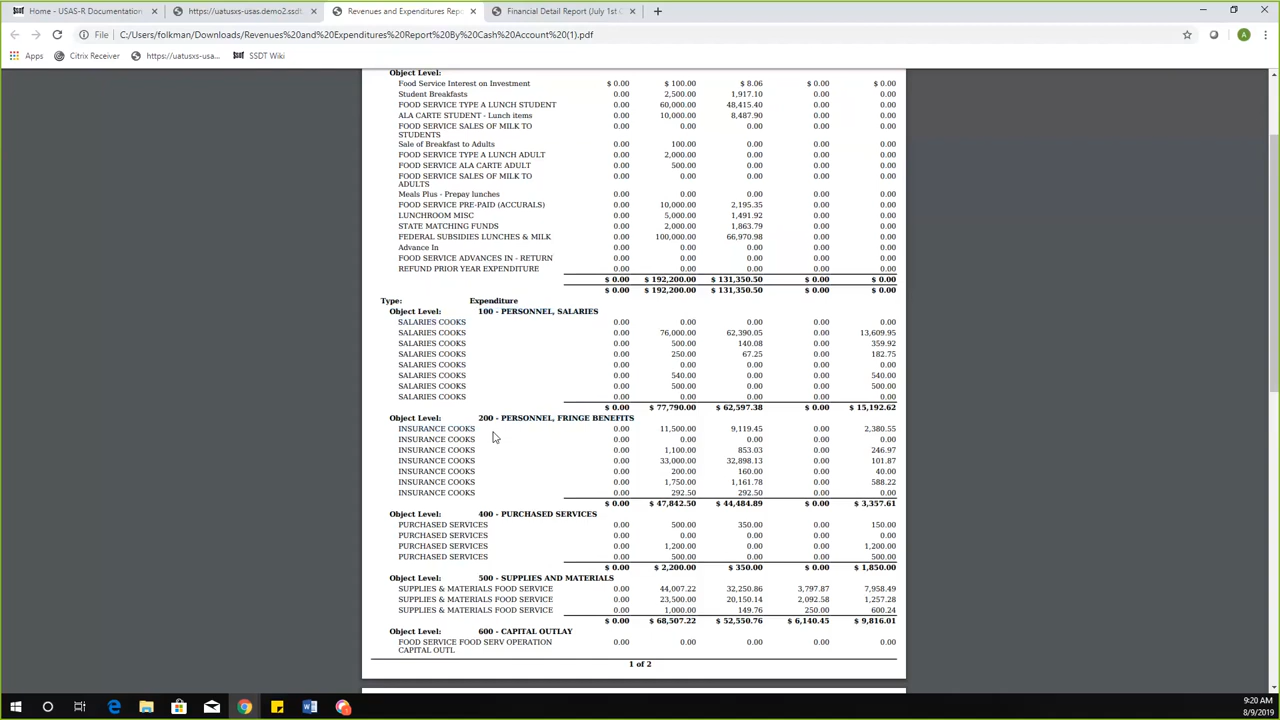 Home - USAS-R Documentation
https://uatusxs-usas.demo2.ssdt
Revenues and Expenditures Repo
Financial Detail Report (July 1st
File
C:/Users/folkman/Downloads/Revenues%20and%20Expenditures%20Report%20By%20Cash%20Account%20(1).pdf
A
Apps Citrix Receiver https://uatusxs-usa... SSDT Wiki
Object Level:
Food Service Interest on Investment $ 0.00 $ 100.00 $ 8.06 $ 0.00 $ 0.00
Student Breakfasts 0.00 2,500.00 1,917.10 0.00 0.00
FOOD SERVICE TYPE A LUNCH STUDENT 0.00 60,000.00 48,415.40 0.00 0.00
ALA CARTE STUDENT - Lunch items 0.00 10,000.00 8,487.90 0.00 0.00
FOOD SERVICE SALES OF MILK TO 0.00 0.00 0.00 0.00 0.00
STUDENTS
Sale of Breakfast to Adults 0.00 100.00 0.00 0.00 0.00
FOOD SERVICE TYPE A LUNCH ADULT 0.00 2,000.00 0.00 0.00 0.00
FOOD SERVICE ALA CARTE ADULT 0.00 500.00 0.00 0.00 0.00
FOOD SERVICE SALES OF MILK TO 0.00 0.00 0.00 0.00 0.00
ADULTS
Meals Plus - Prepay lunches 0.00 0.00 0.00 0.00 0.00
FOOD SERVICE PRE-PAID (ACCURALS) 0.00 10,000.00 2,195.35 0.00 0.00
LUNCHROOM MISC 0.00 5,000.00 1,491.92 0.00 0.00
STATE MATCHING FUNDS 0.00 2,000.00 1,863.79 0.00 0.00
FEDERAL SUBSIDIES LUNCHES & MILK 0.00 100,000.00 66,970.98 0.00 0.00
Advance In 0.00 0.00 0.00 0.00 0.00
FOOD SERVICE ADVANCES IN - RETURN 0.00 0.00 0.00 0.00 0.00
REFUND PRIOR YEAR EXPENDITURE 0.00 0.00 0.00 0.00 0.00
$ 0.00 $ 192,200.00 $ 131,350.50 $ 0.00 $ 0.00
$ 0.00 $ 192,200.00 $ 131,350.50 $ 0.00 $ 0.00
Type: Expenditure
Object Level: 100 - PERSONNEL, SALARIES
SALARIES COOKS 0.00 0.00 0.00 0.00 0.00
SALARIES COOKS 0.00 76,000.00 62,390.05 0.00 13,609.95
SALARIES COOKS 0.00 500.00 140.08 0.00 359.92
SALARIES COOKS 0.00 250.00 67.25 0.00 182.75
SALARIES COOKS 0.00 0.00 0.00 0.00 0.00
SALARIES COOKS 0.00 540.00 0.00 0.00 540.00
SALARIES COOKS 0.00 500.00 0.00 0.00 500.00
SALARIES COOKS 0.00 0.00 0.00 0.00 0.00
$ 0.00 $ 77,790.00 $ 62,597.38 $ 0.00 $ 15,192.62
Object Level: 200 - PERSONNEL, FRINGE BENEFITS
INSURANCE COOKS 0.00 11,500.00 9,119.45 0.00 2,380.55
INSURANCE COOKS 0.00 0.00 0.00 0.00 0.00
INSURANCE COOKS 0.00 1,100.00 853.03 0.00 246.97
INSURANCE COOKS 0.00 33,000.00 32,898.13 0.00 101.87
INSURANCE COOKS 0.00 200.00 160.00 0.00 40.00
INSURANCE COOKS 0.00 1,750.00 1,161.78 0.00 588.22
INSURANCE COOKS 0.00 292.50 292.50 0.00 0.00
$ 0.00 $ 47,842.50 $ 44,484.89 $ 0.00 $ 3,357.61
Object Level: 400 - PURCHASED SERVICES
PURCHASED SERVICES 0.00 500.00 350.00 0.00 150.00
PURCHASED SERVICES 0.00 0.00 0.00 0.00 0.00
PURCHASED SERVICES 0.00 1,200.00 0.00 0.00 1,200.00
PURCHASED SERVICES 0.00 500.00 0.00 0.00 500.00
$ 0.00 $ 2,200.00 $ 350.00 $ 0.00 $ 1,850.00
Object Level: 500 - SUPPLIES AND MATERIALS
SUPPLIES & MATERIALS FOOD SERVICE 0.00 44,007.22 32,250.86 3,797.87 7,958.49
SUPPLIES & MATERIALS FOOD SERVICE 0.00 23,500.00 20,150.14 2,092.58 1,257.28
SUPPLIES & MATERIALS FOOD SERVICE 0.00 1,000.00 149.76 250.00 600.24
$ 0.00 $ 68,507.22 $ 52,550.76 $ 6,140.45 $ 9,816.01
Object Level: 600 - CAPITAL OUTLAY
FOOD SERVICE FOOD SERV OPERATION 0.00 0.00 0.00 0.00 0.00
CAPITAL OUTL
1 of 2
9:20 AM
8/9/2019